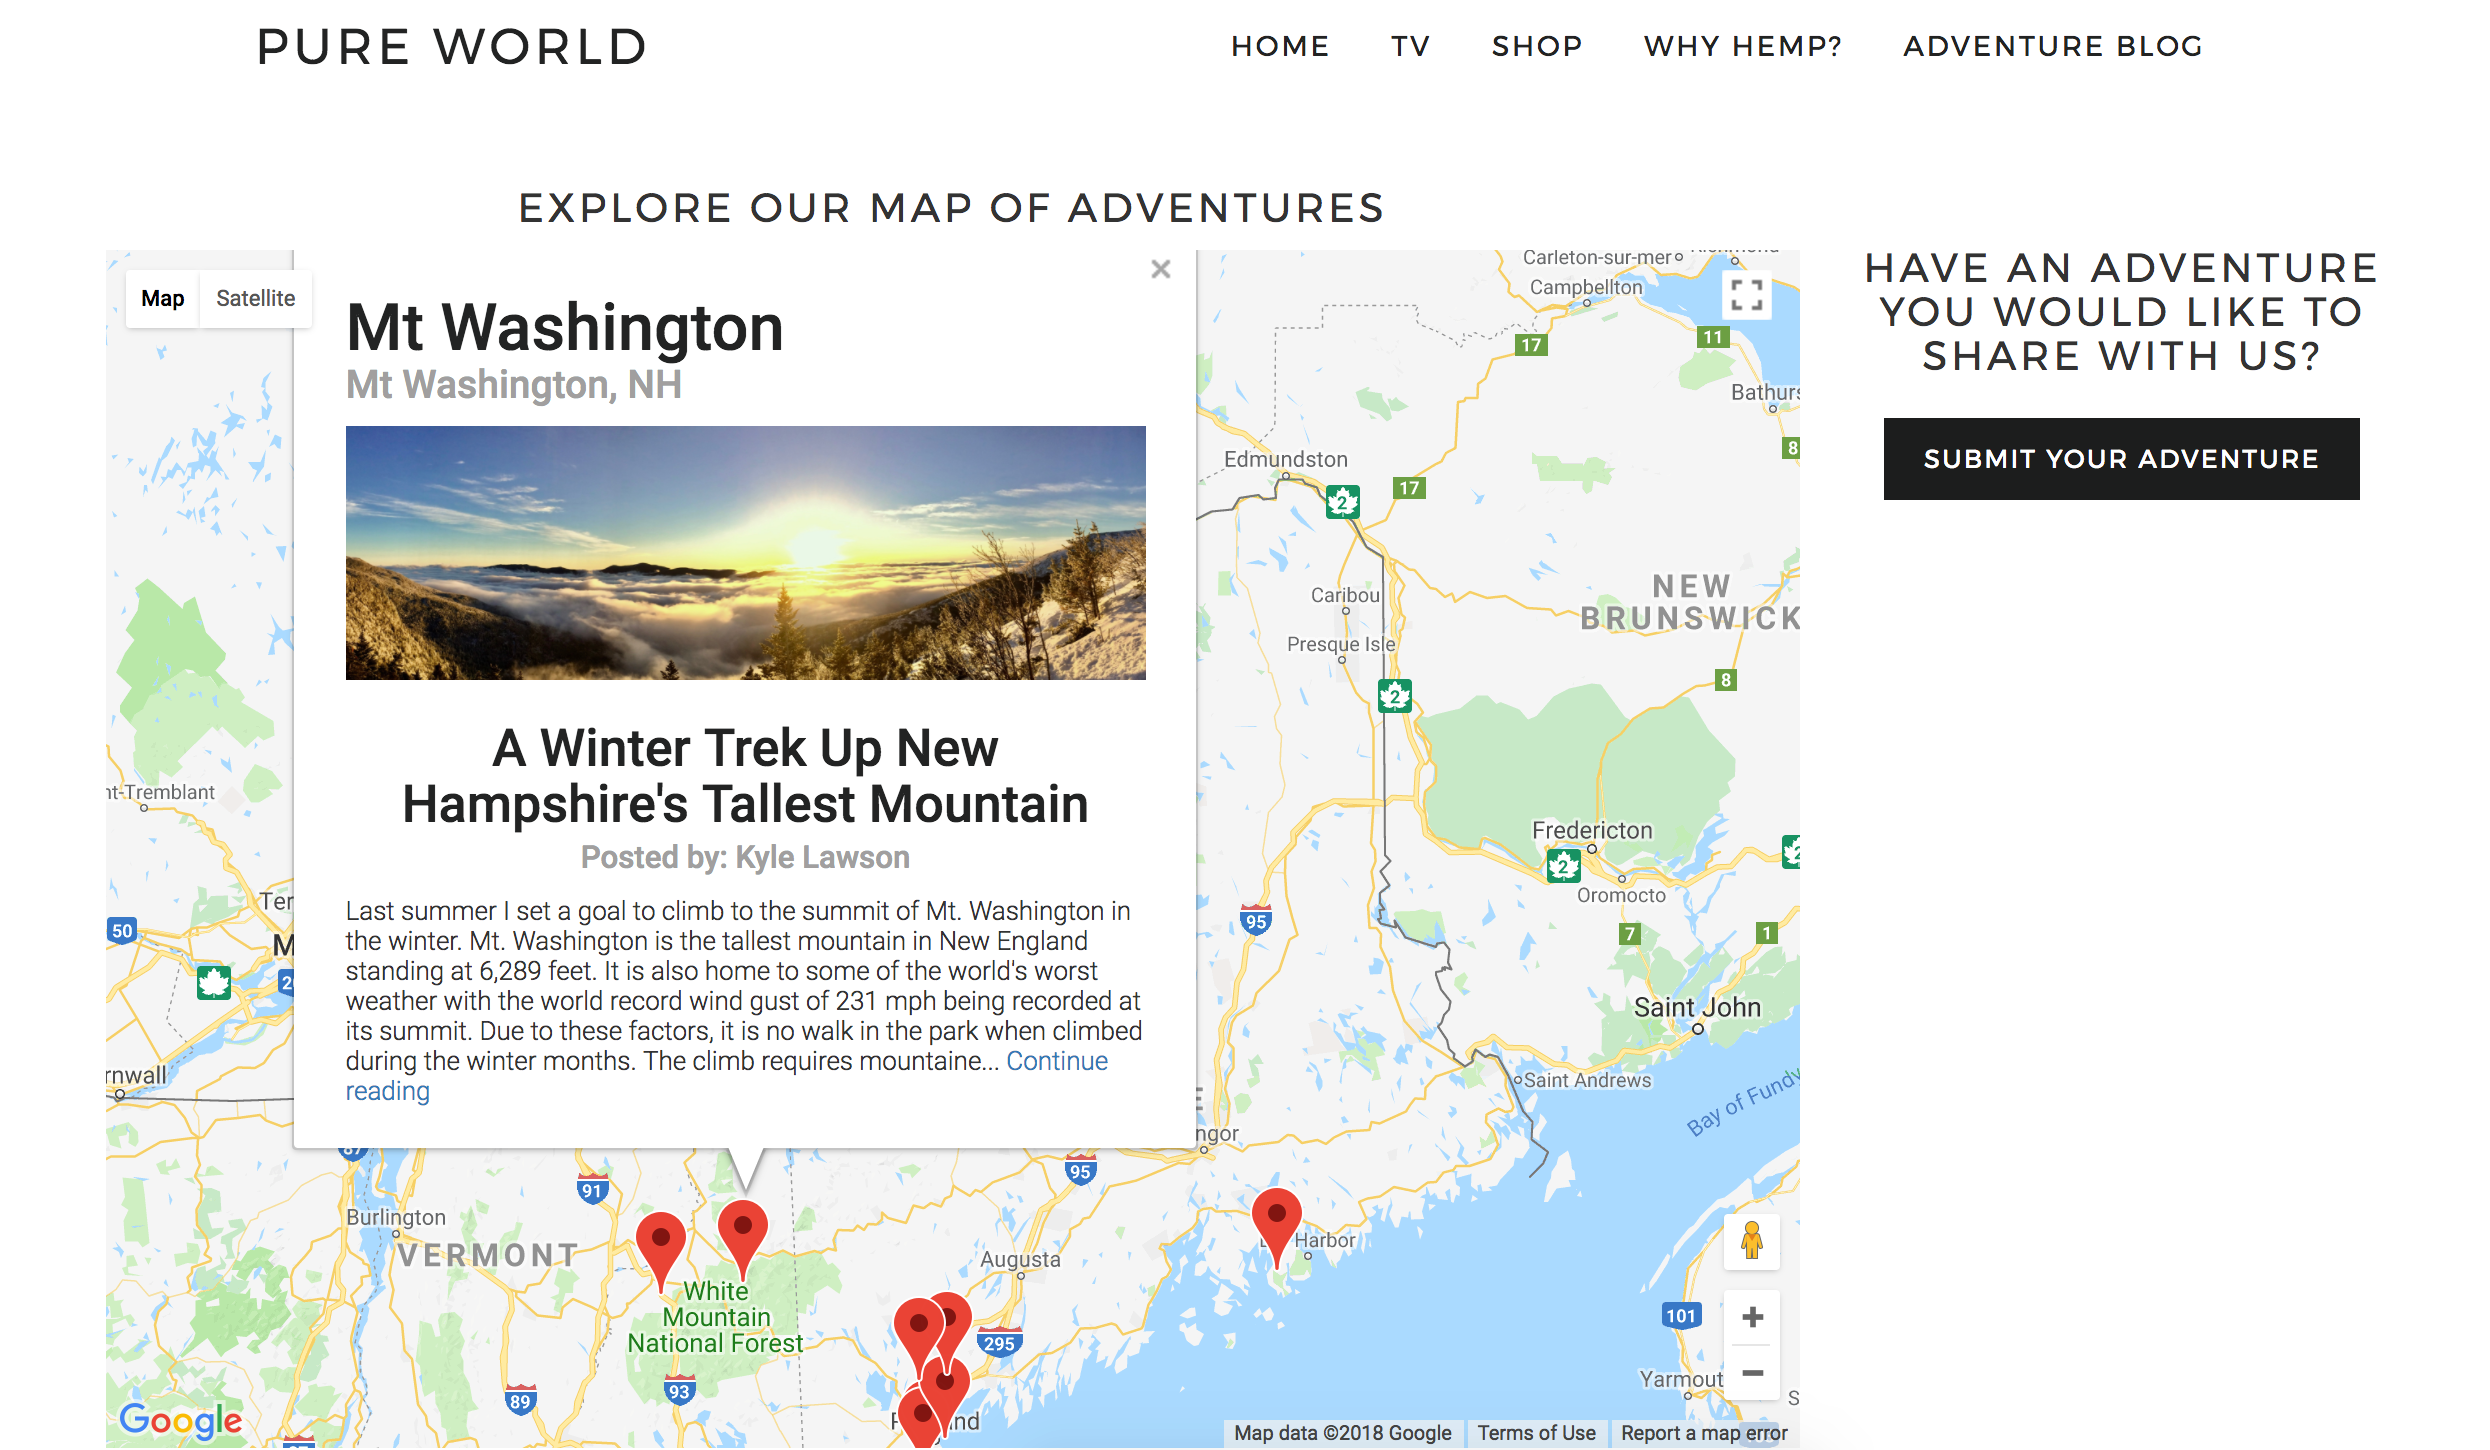 PURE WORLD
HOME TV SHOP WHY HEMP? ADVENTURE BLOG
EXPLORE OUR MAP OF ADVENTURES
HAVE AN ADVENTURE
YOU WOULD LIKE TO
SHARE WITH US?
SUBMIT YOUR ADVENTURE
Map Satellite
×
Mt Washington
Mt Washington, NH
A Winter Trek Up New
Hampshire's Tallest Mountain
Posted by: Kyle Lawson
Last summer I set a goal to climb to the summit of Mt. Washington in
the winter. Mt. Washington is the tallest mountain in New England
standing at 6,289 feet. It is also home to some of the world's worst
weather with the world record wind gust of 231 mph being recorded at
its summit. Due to these factors, it is no walk in the park when climbed
during the winter months. The climb requires mountaine... Continue
reading
Carleton-sur-mer
Campbellton
17
11
Bathurs
8
Edmundston
2
17
Caribou
NEW
BRUNSWICK
Presque Isle
2
8
nt-Tremblant
Fredericton
2
2
Oromocto
Ter
50
M
2
95
7
1
Saint John
rnwall
Saint Andrews
Bay of Fundy
E
ngor
87
91
95
Burlington
VERMONT
Augusta
Harbor
White
Mountain
National Forest
295
101
+
−
93
89
Yarmout
S
nd
Google
Map data ©2018 Google Terms of Use Report a map error